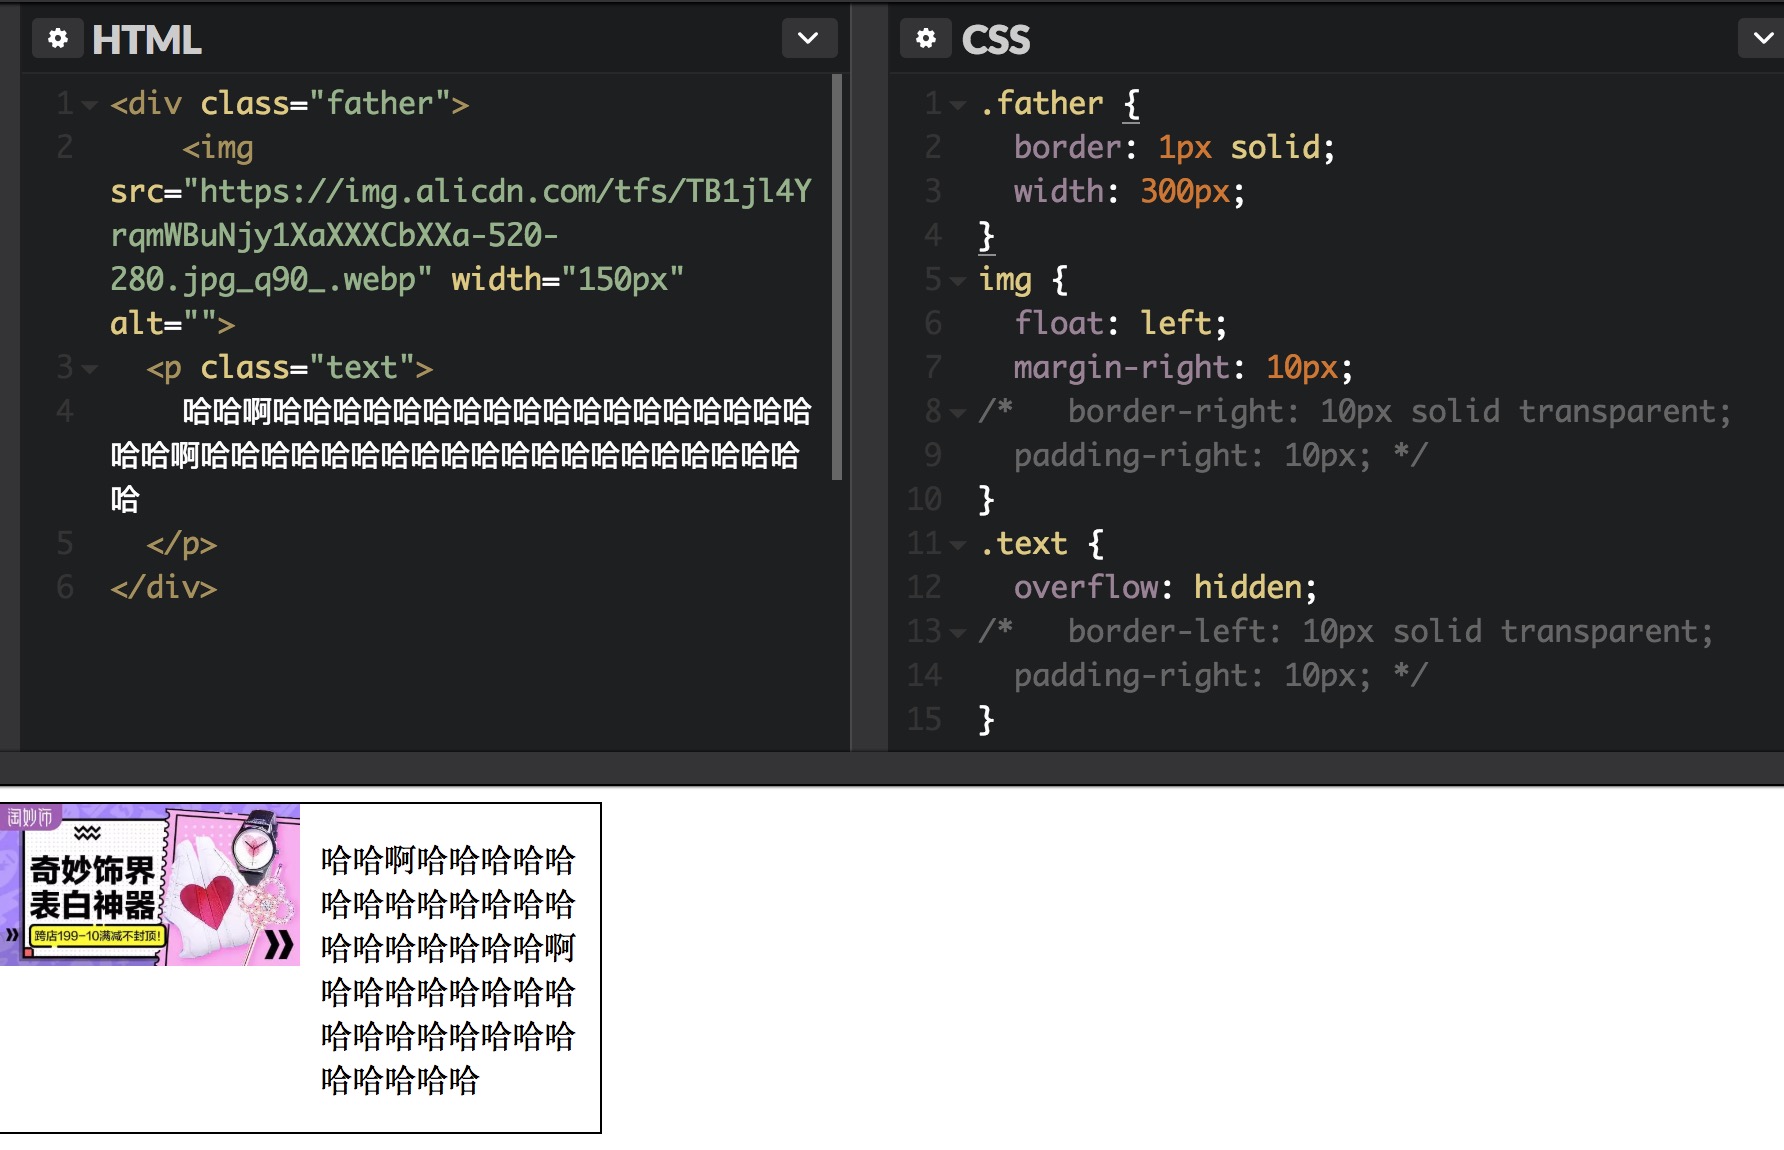 HTML
1 <div class="father">
2 <img
src="https://img.alicdn.com/tfs/TB1jl4Y
rqmWBuNjy1XaXXXCbXXa-520-
280.jpg_q90_.webp" width="150px"
alt="">
3 <p class="text">
4 哈哈啊哈哈哈哈哈哈哈哈哈哈哈哈哈哈哈哈哈哈
哈哈啊哈哈哈哈哈哈哈哈哈哈哈哈哈哈哈哈哈哈哈哈
哈
5 </p>
6 </div>
CSS
1 .father {
2 border: 1px solid;
3 width: 300px;
4 }
5 img {
6 float: left;
7 margin-right: 10px;
8 /* border-right: 10px solid transparent;
9 padding-right: 10px; */
10 }
11 .text {
12 overflow: hidden;
13 /* border-left: 10px solid transparent;
14 padding-right: 10px; */
15 }
淘妙饰
奇妙饰界
表白神器
跨店199-10满减不封顶!
哈哈啊哈哈哈哈哈
哈哈哈哈哈哈哈哈
哈哈哈哈哈哈哈啊
哈哈哈哈哈哈哈哈
哈哈哈哈哈哈哈哈
哈哈哈哈哈